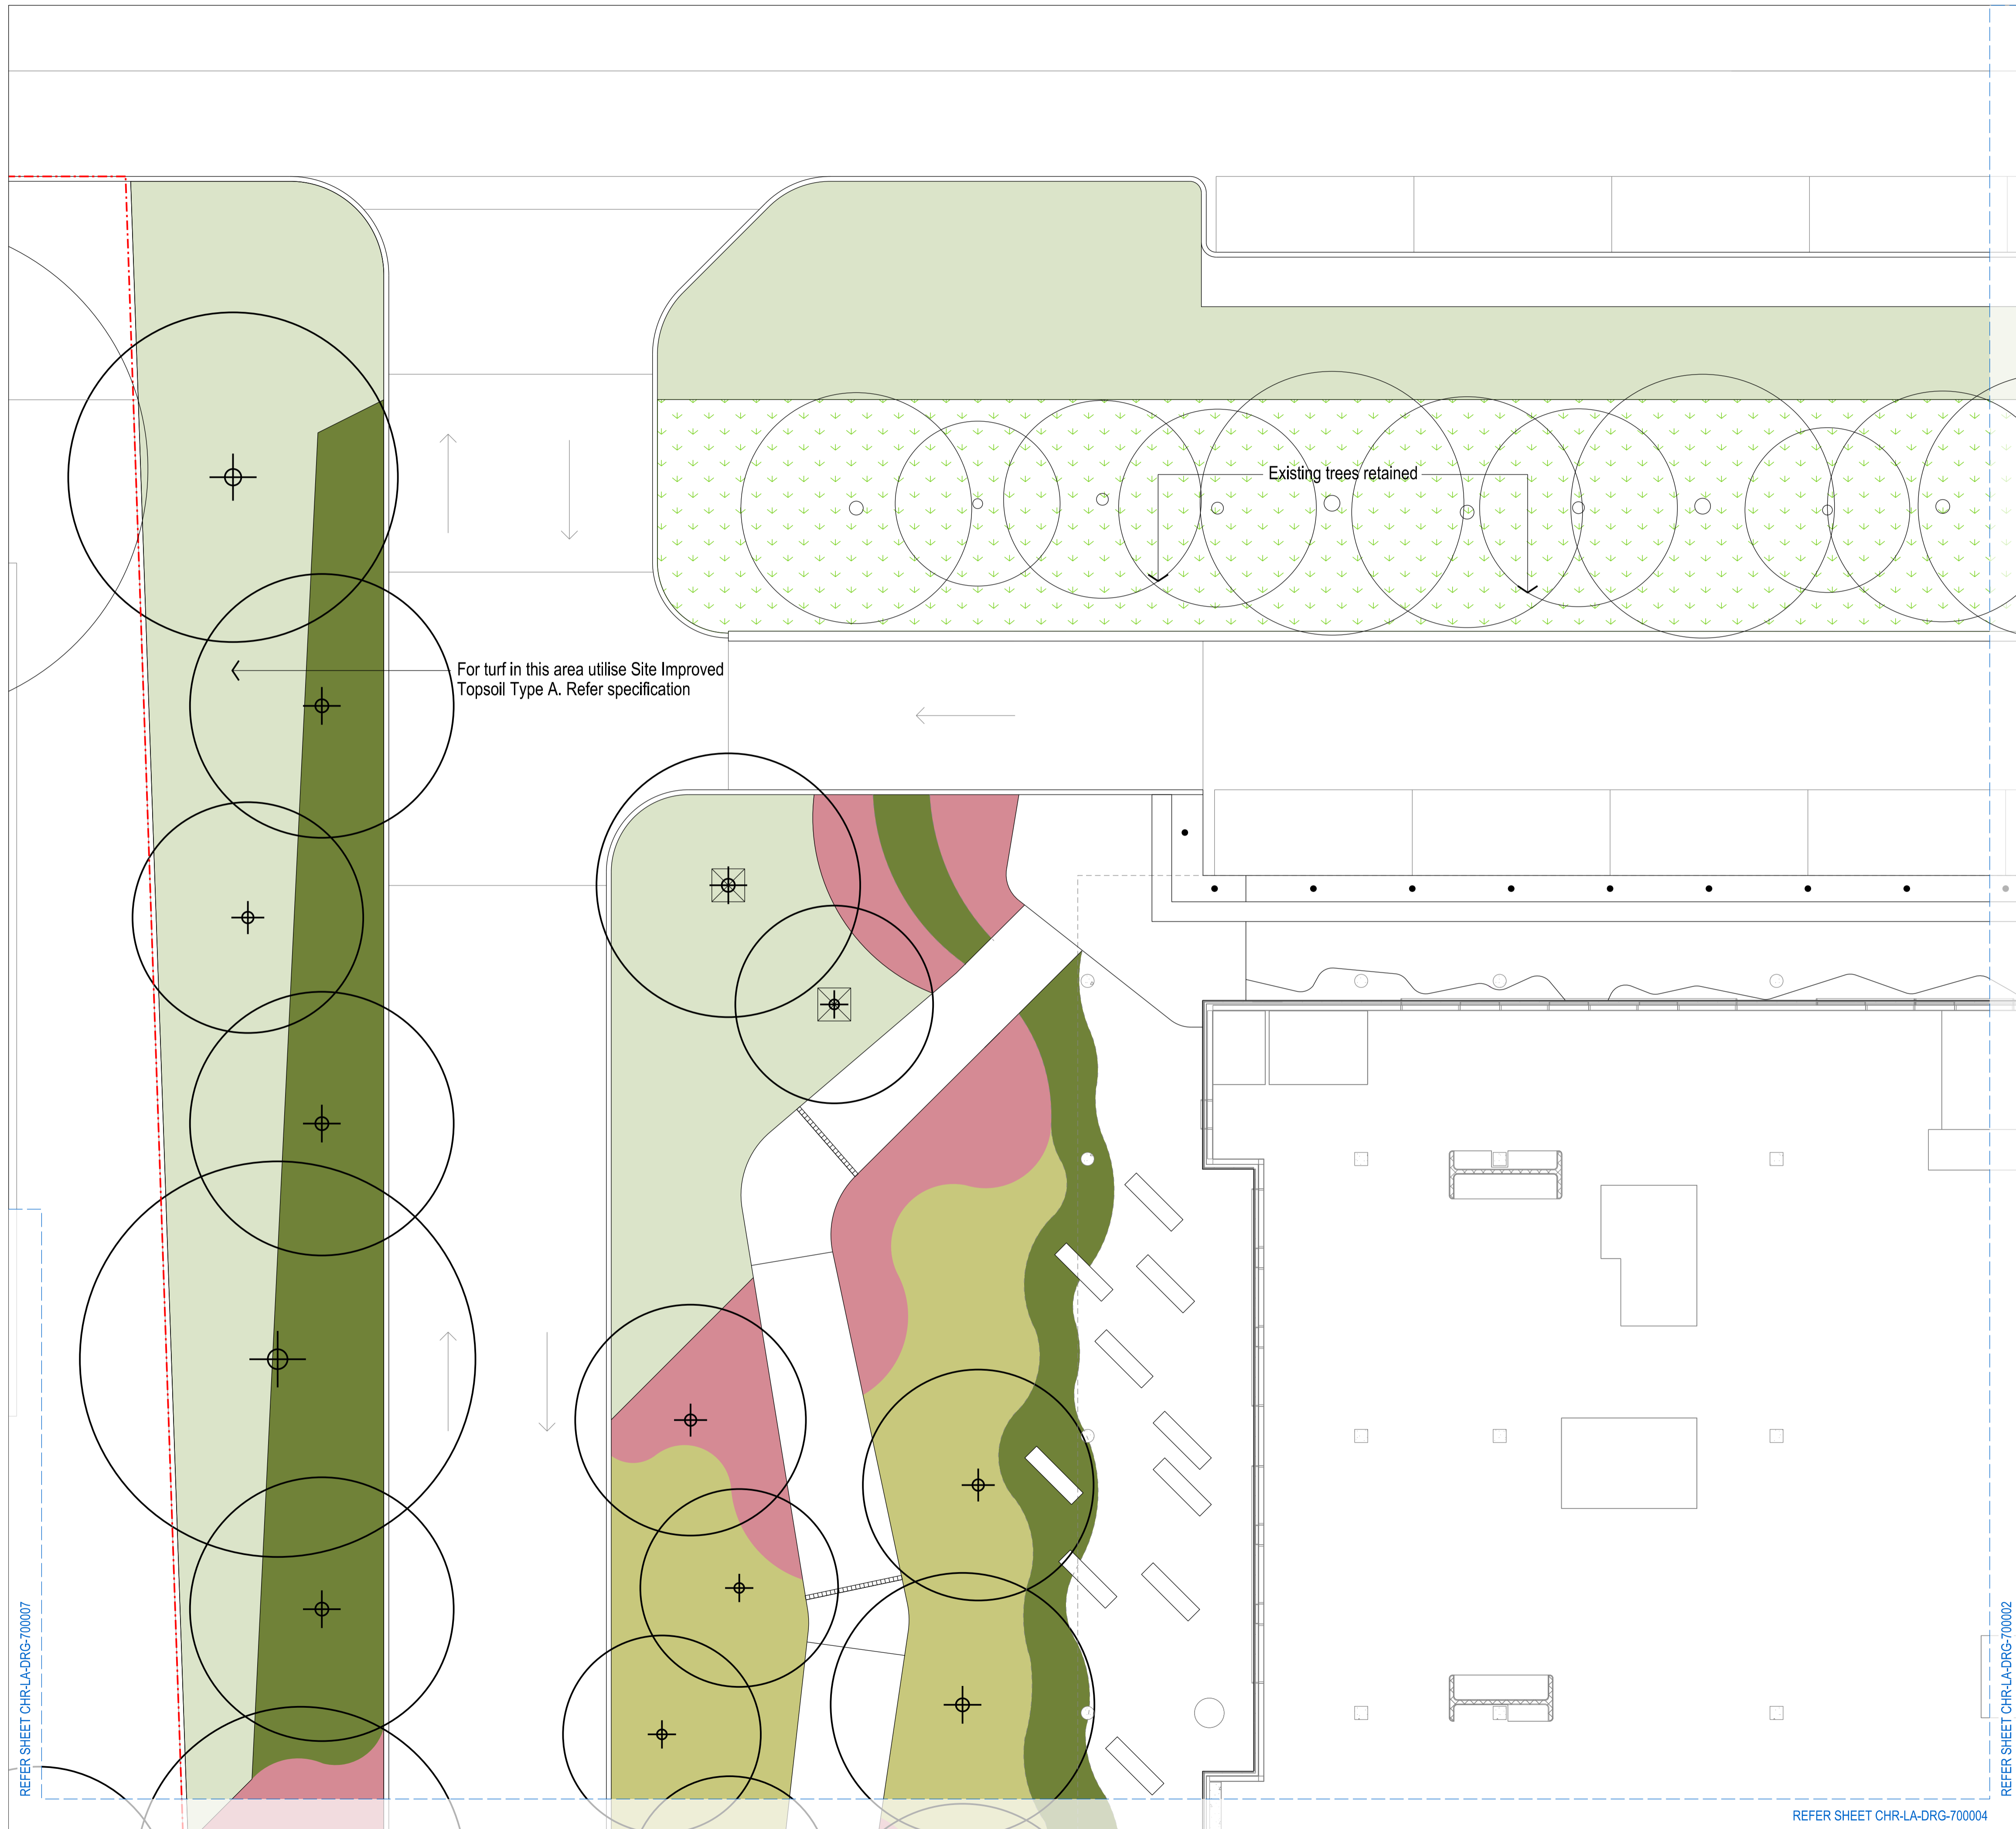 Existing trees retained
For turf in this area utilise Site Improved
Topsoil Type A. Refer specification
REFER SHEET CHR-LA-DRG-700007
REFER SHEET CHR-LA-DRG-700002
REFER SHEET CHR-LA-DRG-700004